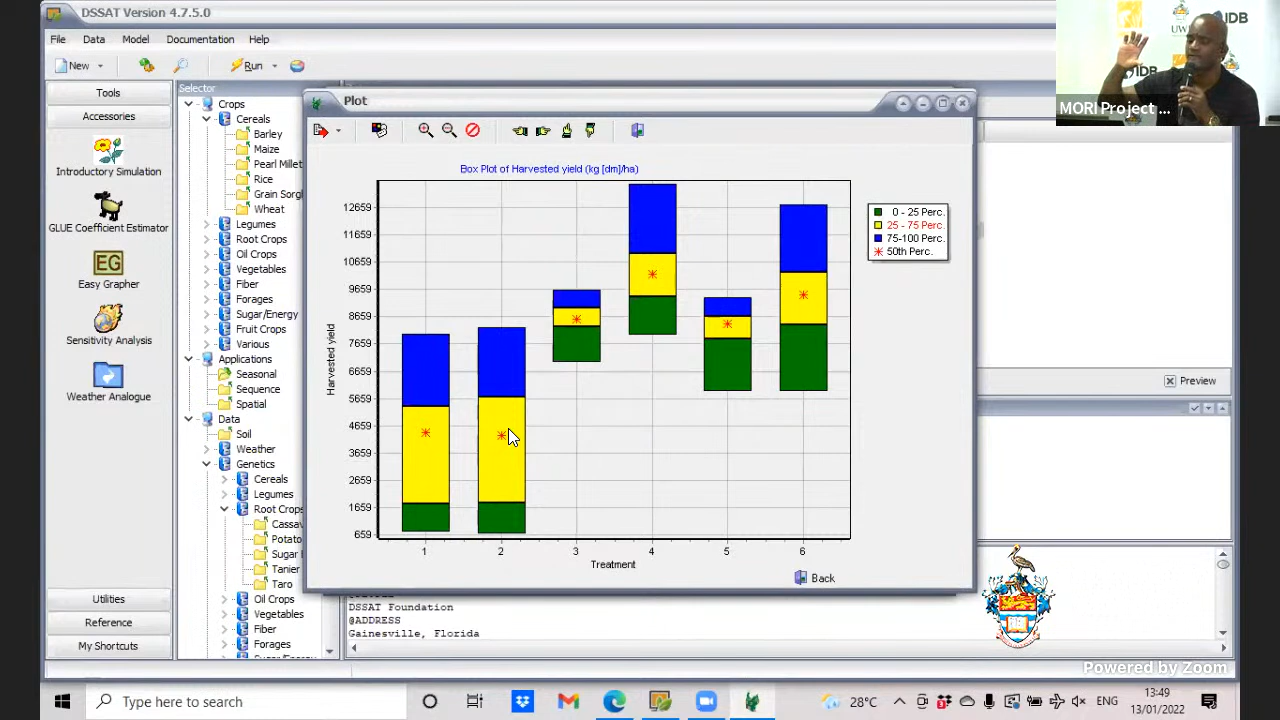 DSSAT Version 4.7.5.0
File Data Model Documentation Help
New Run
Tools
Accessories
Introductory Simulation
GLUE Coefficient Estimator
EG
Easy Grapher
Sensitivity Analysis
Weather Analogue
Utilities
Reference
My Shortcuts
Selector
Crops
Cereals
Barley
Maize
Pearl Millet
Rice
Grain Sorgh
Wheat
Legumes
Root Crops
Oil Crops
Vegetables
Fiber
Forages
Sugar/Energy
Fruit Crops
Various
Applications
Seasonal
Sequence
Spatial
Data
Soil
Weather
Genetics
Cereals
Legumes
Root Crops
Cassav
Potato
Sugar
Tanier
Taro
Oil Crops
Vegetables
Fiber
Forages
Plot
Box Plot of Harvested yield (kg [dm]/ha)
12659
11659
10659
9659
8659
7659
6659
5659
4659
3659
2659
1659
659
Harvested yield
1 2 3 4 5 6
Treatment
0 - 25 Perc.
25 - 75 Perc.
75-100 Perc.
50th Perc.
Back
Preview
DSSAT Foundation
@ADDRESS
Gainesville, Florida
IDB
MORI Project ...
Powered by Zoom
Type here to search
28°C
ENG
13:49
13/01/2022